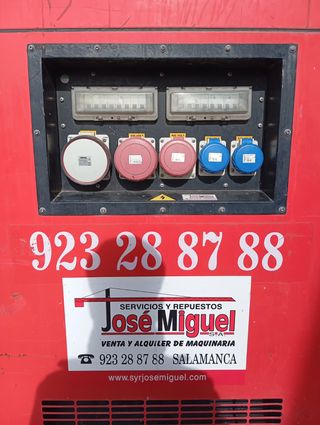 923 28 87 88
SERVICIOS Y REPUESTOS
José Miguel
S.A
VENTA Y ALQUILER DE MAQUINARIA
☎ 923 28 87 88 SALAMANCA
www.syrjosemiguel.com